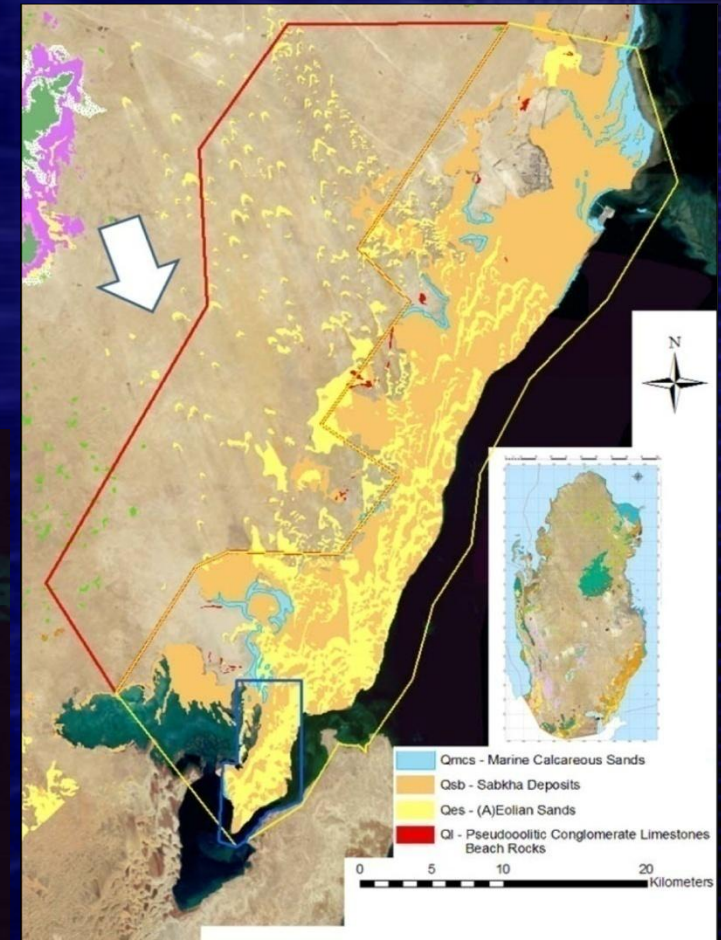 N
Qmcs - Marine Calcareous Sands
Qsb - Sabkha Deposits
Qes - (A)Eolian Sands
Ql - Pseudooolitic Conglomerate Limestones
Beach Rocks
0 5 10 20
Kilometers